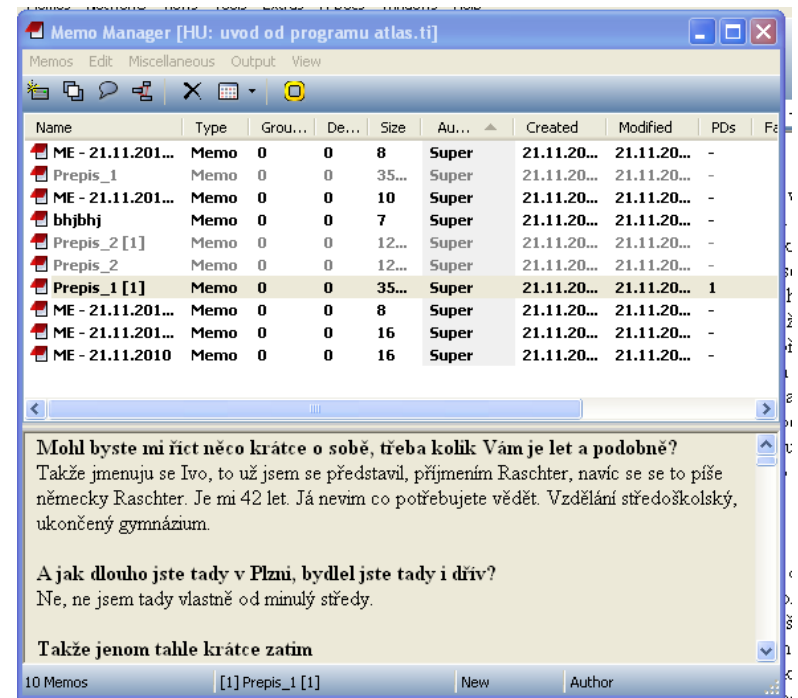 Memo Manager [HU: uvod od programu atlas.ti]
Memos Edit Miscellaneous Output View
Name Type Grou... De... Size Au... Created Modified PDs Fa
ME - 21.11.201... Memo 0 0 8 Super 21.11.20... 21.11.20... -
Prepis_1 Memo 0 0 35... Super 21.11.20... 21.11.20... -
ME - 21.11.201... Memo 0 0 10 Super 21.11.20... 21.11.20... -
bhjbhj Memo 0 0 7 Super 21.11.20... 21.11.20... -
Prepis_2 [1] Memo 0 0 12... Super 21.11.20... 21.11.20... -
Prepis_2 Memo 0 0 12... Super 21.11.20... 21.11.20... -
Prepis_1 [1] Memo 0 0 35... Super 21.11.20... 21.11.20... 1
ME - 21.11.201... Memo 0 0 8 Super 21.11.20... 21.11.20... -
ME - 21.11.201... Memo 0 0 16 Super 21.11.20... 21.11.20... -
ME - 21.11.2010 Memo 0 0 16 Super 21.11.20... 21.11.20... -
Mohl byste mi říct něco krátce o sobě, třeba kolik Vám je let a podobně?
Takže jmenuju se Ivo, to už jsem se představil, příjmením Raschter, navíc se se to píše
německy Raschter. Je mi 42 let. Já nevim co potřebujete vědět. Vzdělání středoškolský,
ukončený gymnázium.
A jak dlouho jste tady v Plzni, bydlel jste tady i dřív?
Ne, ne jsem tady vlastně od minulý středy.
Takže jenom tahle krátce zatim
10 Memos [1] Prepis_1 [1] New Author